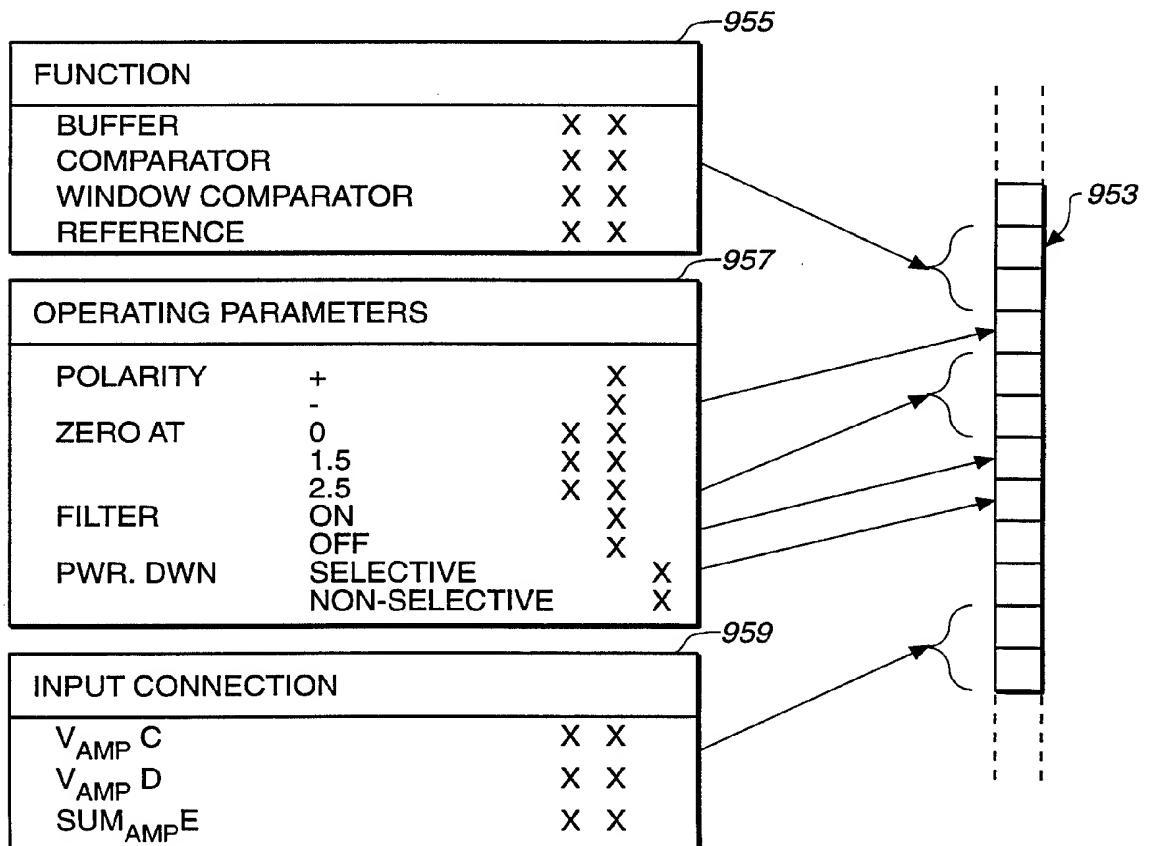 955
FUNCTION
BUFFER X X
COMPARATOR X X
WINDOW COMPARATOR X X
REFERENCE X X
953
957
OPERATING PARAMETERS
POLARITY + X
- X
ZERO AT 0 X X
1.5 X X
2.5 X X
FILTER ON X
OFF X
PWR. DWN SELECTIVE X
NON-SELECTIVE X
959
INPUT CONNECTION
VAMP C X X
VAMP D X X
SUMAMPE X X